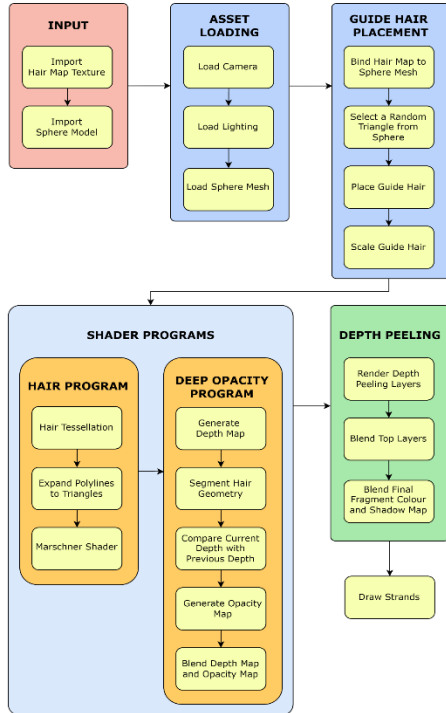 INPUT
Import
Hair Map Texture
Import
Sphere Model
ASSET
LOADING
Load Camera
Load Lighting
Load Sphere Mesh
GUIDE HAIR
PLACEMENT
Bind Hair Map to
Sphere Mesh
Select a Random
Triangle from
Sphere
Place Guide Hair
Scale Guide Hair
SHADER PROGRAMS
HAIR PROGRAM
Hair Tessellation
Expand Polylines
to Triangles
Marschner Shader
DEEP OPACITY
PROGRAM
Generate
Depth Map
Segment Hair
Geometry
Compare Current
Depth with
Previous Depth
Generate Opacity
Map
Blend Depth Map
and Opacity Map
DEPTH PEELING
Render Depth
Peeling Layers
Blend Top Layers
Blend Final
Fragment Colour
and Shadow Map
Draw Strands